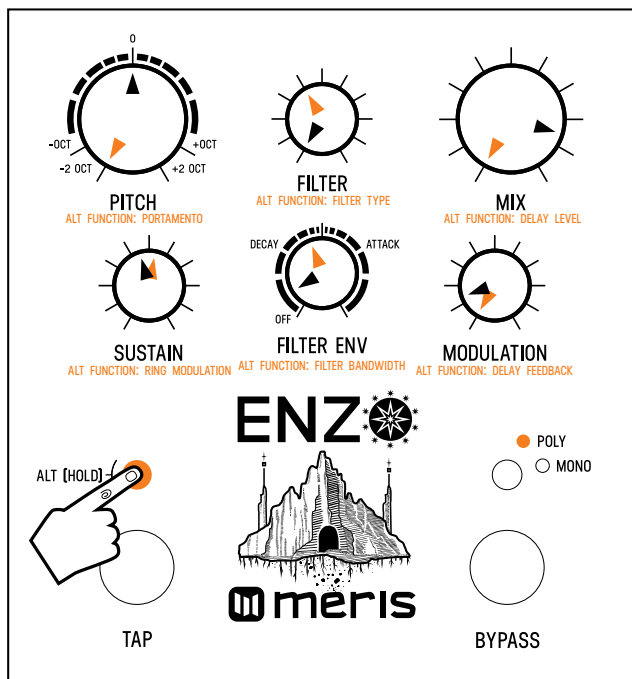 0
-OCT
+OCT
-2 OCT
+2 OCT
PITCH
ALT FUNCTION: PORTAMENTO
FILTER
ALT FUNCTION: FILTER TYPE
MIX
ALT FUNCTION: DELAY LEVEL
DECAY
ATTACK
OFF
SUSTAIN
ALT FUNCTION: RING MODULATION
FILTER ENV
ALT FUNCTION: FILTER BANDWIDTH
MODULATION
ALT FUNCTION: DELAY FEEDBACK
ENZO
POLY
MONO
ALT (HOLD)
meris
TAP
BYPASS